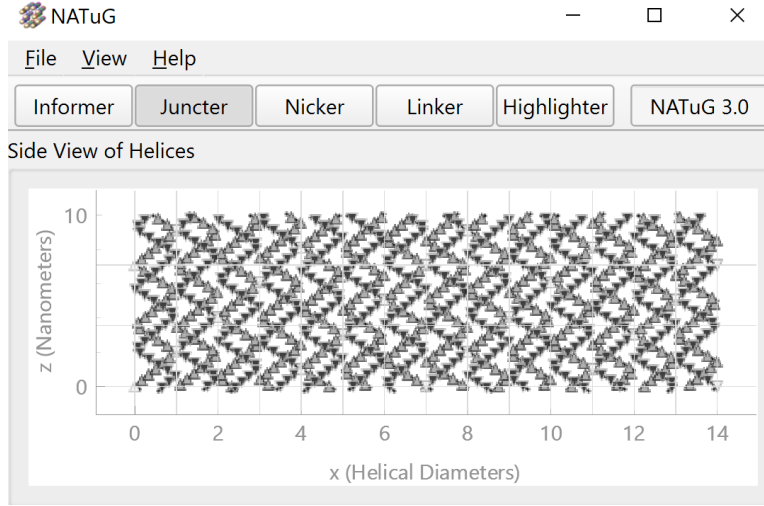 NATuG
File View Help
Informer Juncter Nicker Linker Highlighter NATuG 3.0
Side View of Helices
10
z (Nanometers)
0
0 2 4 6 8 10 12 14
x (Helical Diameters)